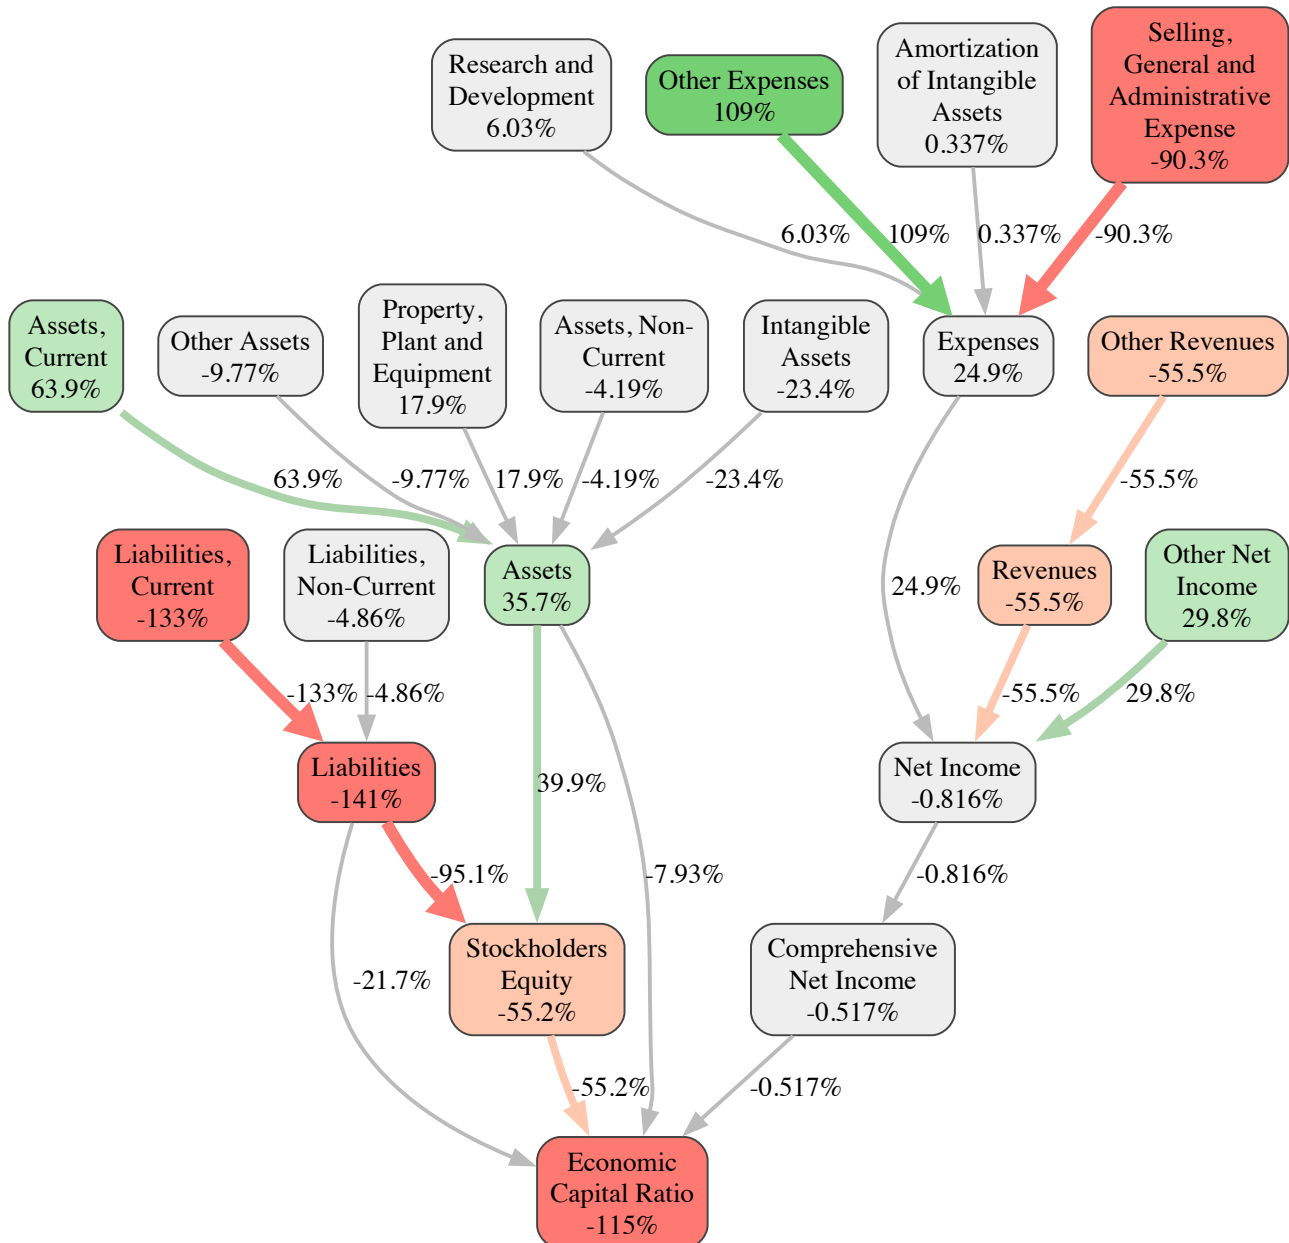 Research and
Development
6.03%
Other Expenses
109%
Amortization
of Intangible
Assets
0.337%
Selling,
General and
Administrative
Expense
-90.3%
6.03%
109%
0.337%
-90.3%
Assets,
Current
63.9%
Other Assets
-9.77%
Property,
Plant and
Equipment
17.9%
Assets, Non-
Current
-4.19%
Intangible
Assets
-23.4%
Expenses
24.9%
Other Revenues
-55.5%
63.9%
-9.77%
17.9%
-4.19%
-23.4%
-55.5%
Liabilities,
Current
-133%
Liabilities,
Non-Current
-4.86%
Assets
35.7%
24.9%
Revenues
-55.5%
Other Net
Income
29.8%
-133%
-4.86%
-55.5%
29.8%
Liabilities
-141%
39.9%
Net Income
-0.816%
-95.1%
-7.93%
-0.816%
-21.7%
Stockholders
Equity
-55.2%
Comprehensive
Net Income
-0.517%
-55.2%
-0.517%
Economic
Capital Ratio
-115%